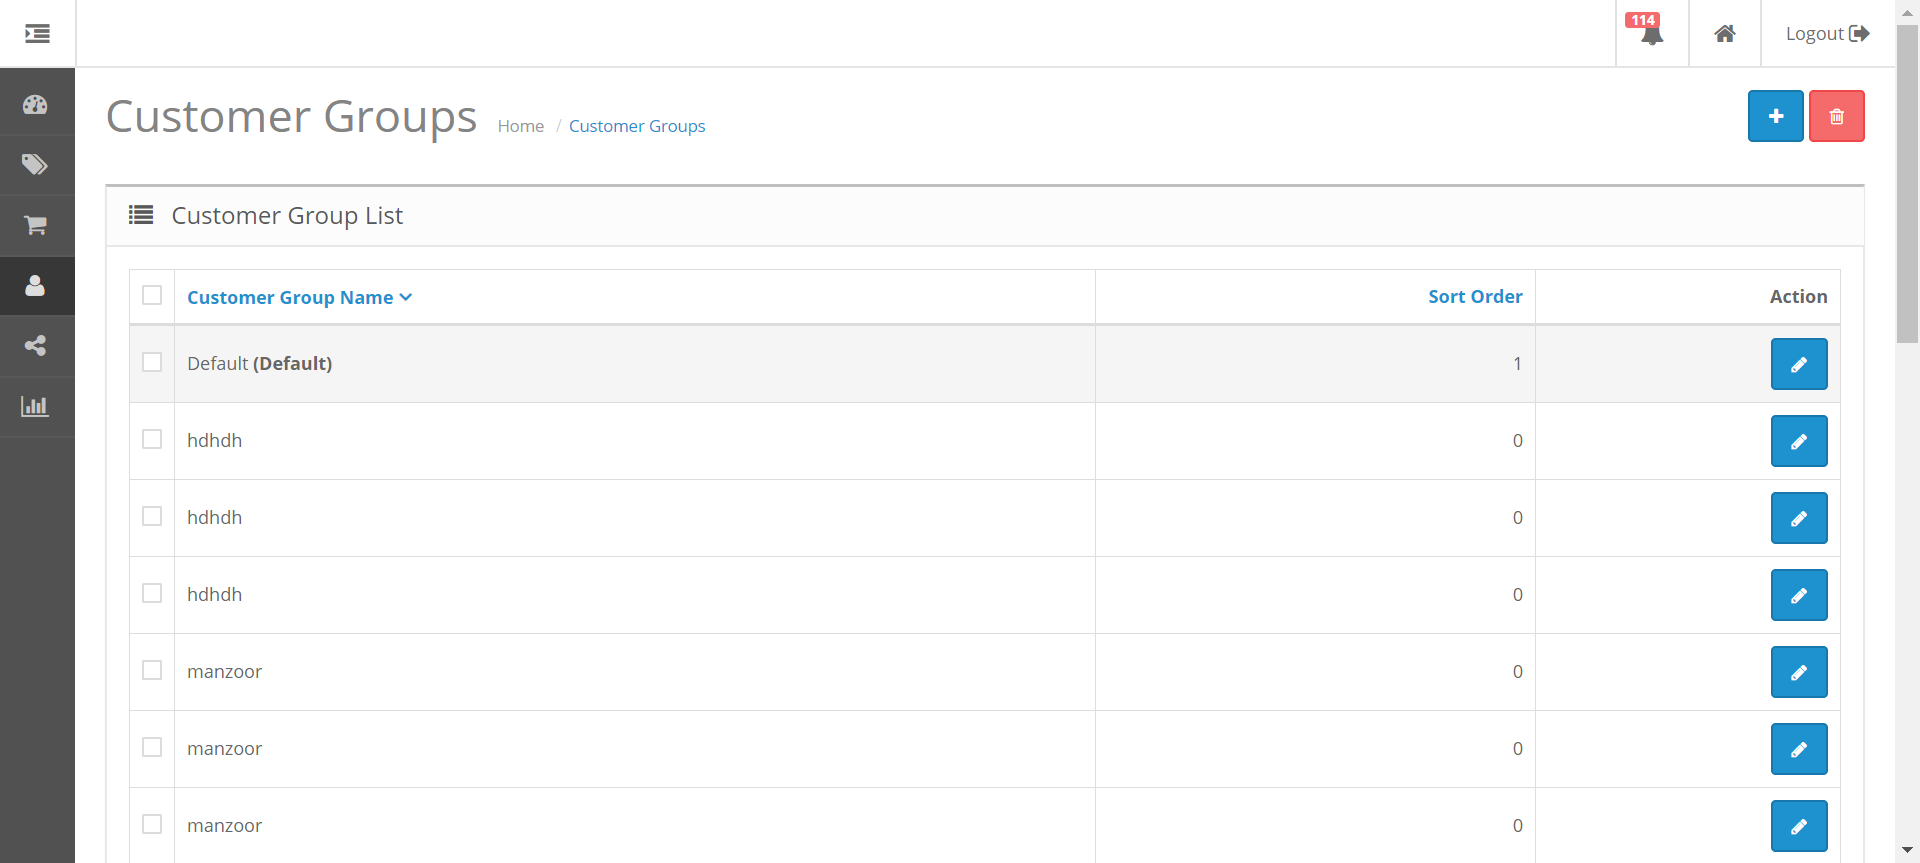 114
Logout
Customer Groups
Home / Customer Groups
Customer Group List
Customer Group Name Sort Order Action
Default (Default) 1
hdhdh 0
hdhdh 0
hdhdh 0
manzoor 0
manzoor 0
manzoor 0